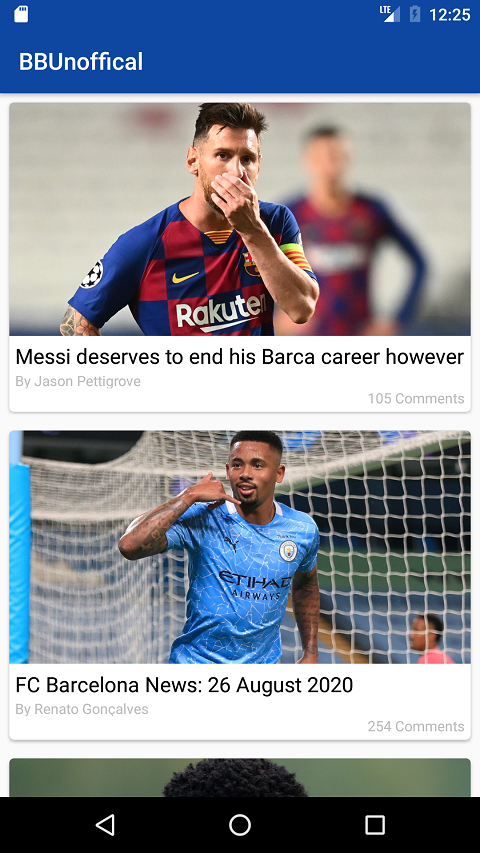 LTE 12:25
BBUnoffical
Rakuten
Messi deserves to end his Barca career however
By Jason Pettigrove
105 Comments
ETIHAD
AIRWAYS
FC Barcelona News: 26 August 2020
By Renato Gonçalves
254 Comments